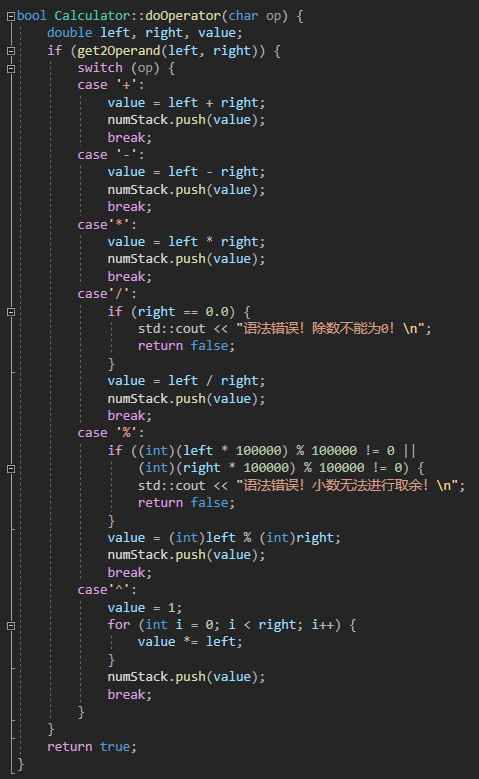 bool Calculator::doOperator(char op) {
    double left, right, value;
    if (get2Operand(left, right)) {
        switch (op) {
        case '+':
            value = left + right;
            numStack.push(value);
            break;
        case '-':
            value = left - right;
            numStack.push(value);
            break;
        case'*':
            value = left * right;
            numStack.push(value);
            break;
        case'/':
            if (right == 0.0) {
                std::cout << "语法错误！除数不能为0！\n";
                return false;
            }
            value = left / right;
            numStack.push(value);
            break;
        case '%':
            if ((int)(left * 100000) % 100000 != 0 ||
                (int)(right * 100000) % 100000 != 0) {
                std::cout << "语法错误！小数无法进行取余！\n";
                return false;
            }
            value = (int)left % (int)right;
            numStack.push(value);
            break;
        case'^':
            value = 1;
            for (int i = 0; i < right; i++) {
                value *= left;
            }
            numStack.push(value);
            break;
        }
    }
    return true;
}